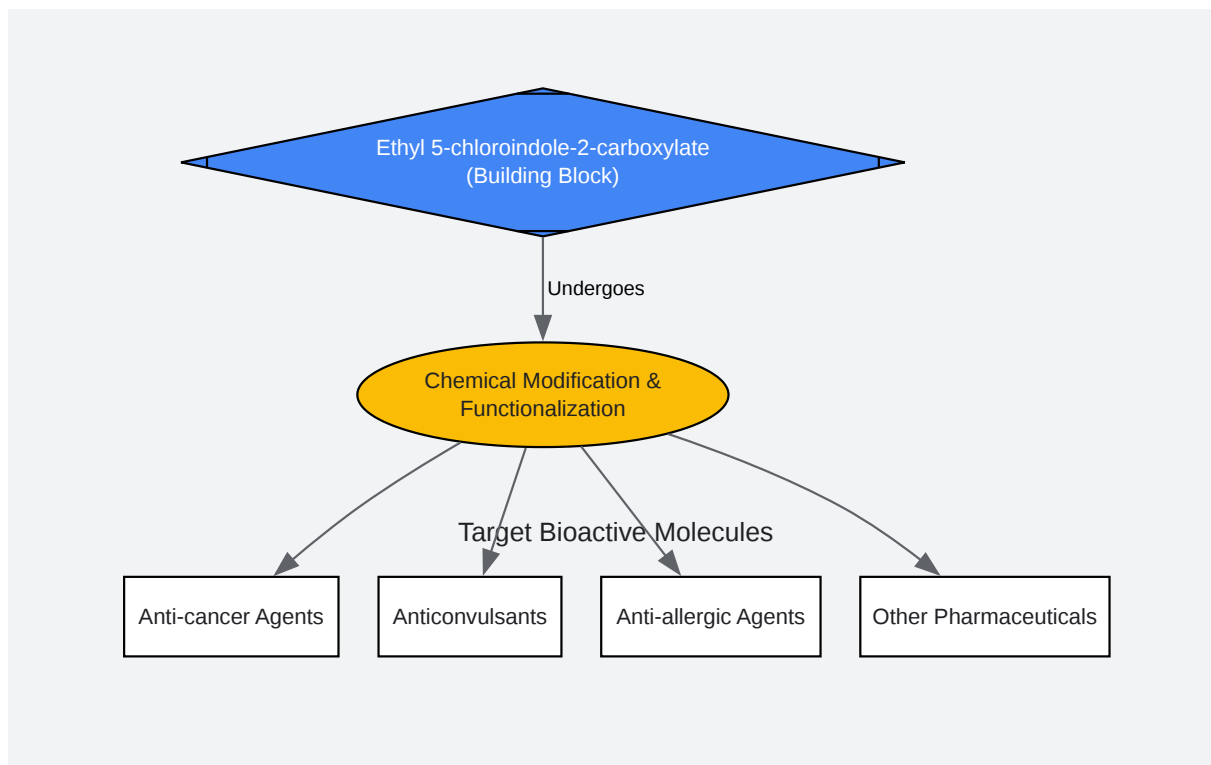 Ethyl 5-chloroindole-2-carboxylate
(Building Block)
Undergoes
Chemical Modification &
Functionalization
Target Bioactive Molecules
Anti-cancer Agents
Anticonvulsants
Anti-allergic Agents
Other Pharmaceuticals